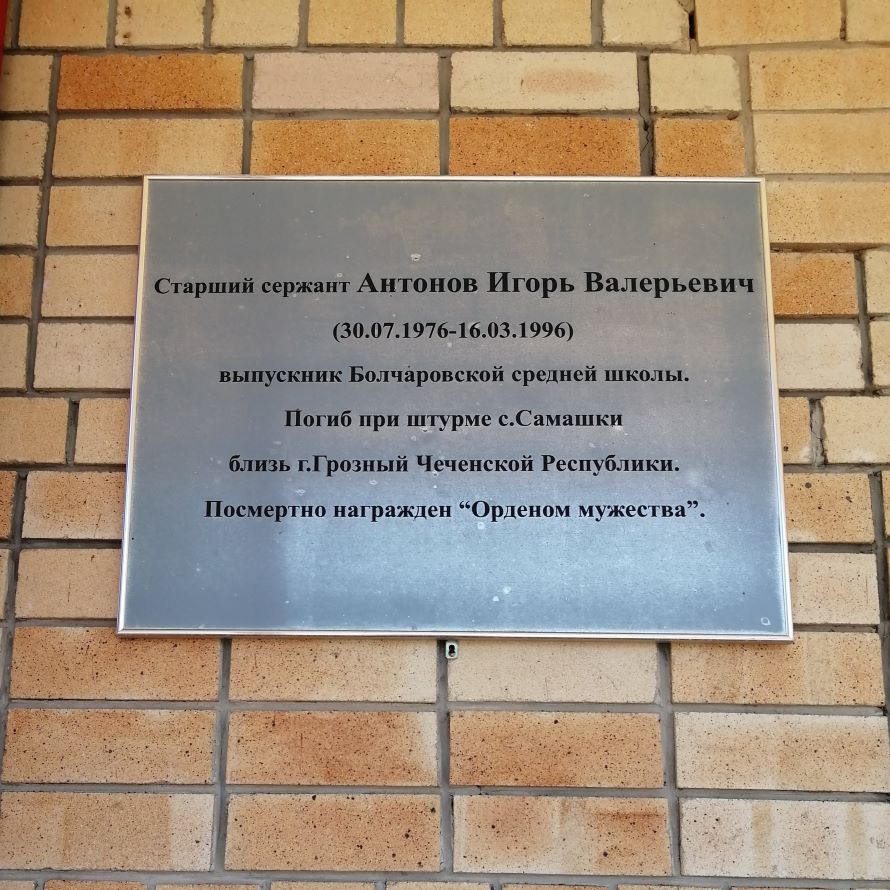 Старший сержант Антонов Игорь Валерьевич
(30.07.1976-16.03.1996)
выпускник Болчаровской средней школы.
Погиб при штурме с.Самашки
близь г.Грозный Чеченской Республики.
Посмертно награжден “Орденом мужества”.